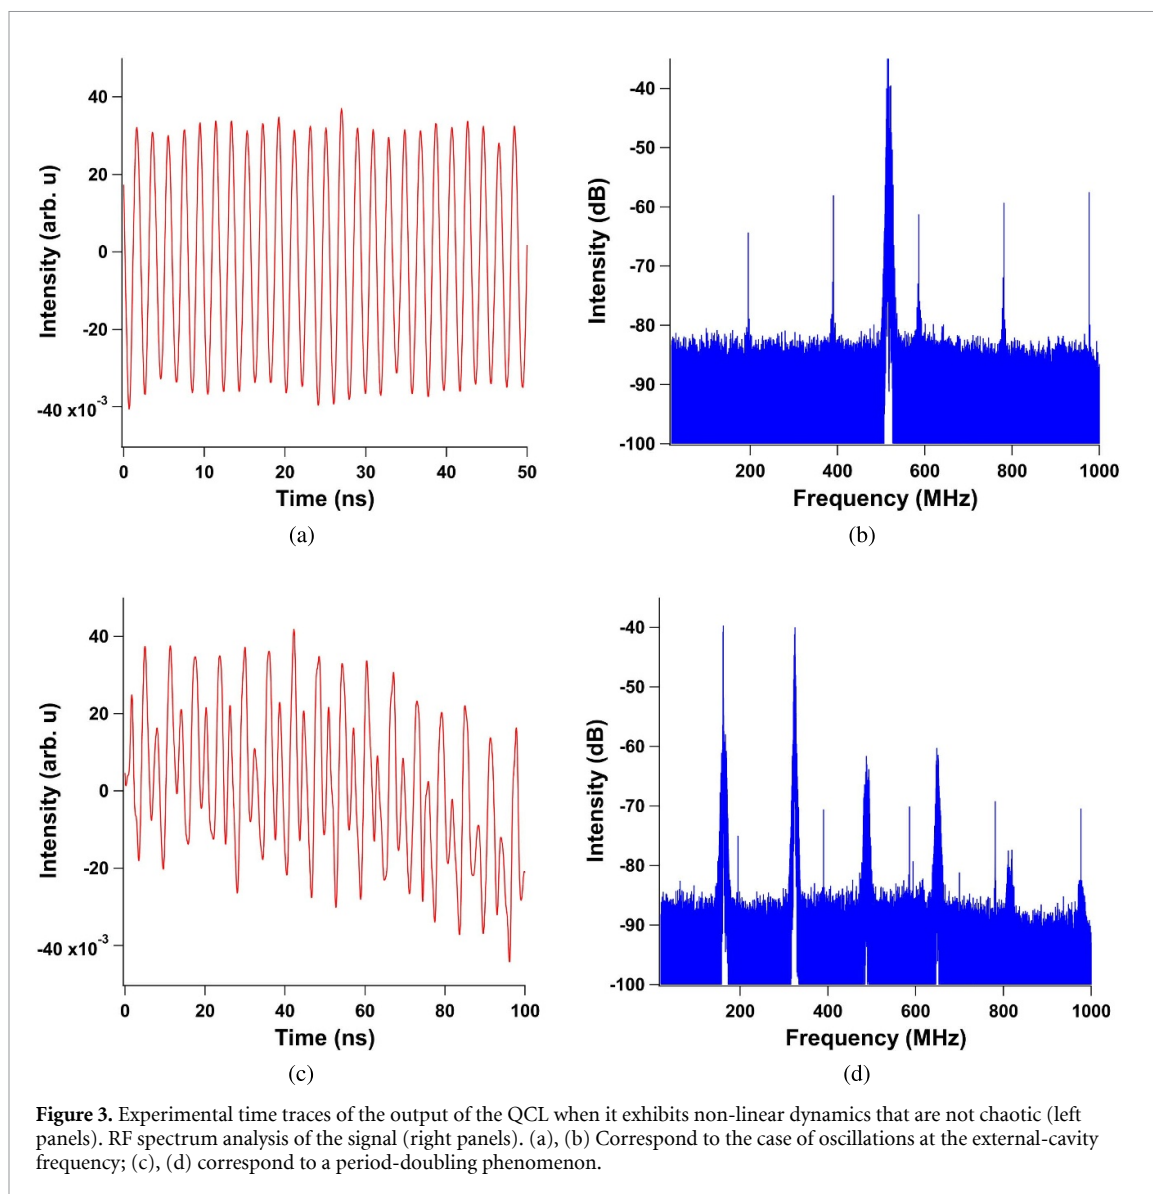 40
20
0
-20
-40 x10-3
Intensity (arb. u)
0 10 20 30 40 50
Time (ns)
(a)
-40
-50
-60
-70
-80
-90
-100
Intensity (dB)
200 400 600 800 1000
Frequency (MHz)
(b)
40
20
0
-20
-40 x10-3
Intensity (arb. u)
0 20 40 60 80 100
Time (ns)
(c)
-40
-50
-60
-70
-80
-90
-100
Intensity (dB)
200 400 600 800 1000
Frequency (MHz)
(d)
Figure 3. Experimental time traces of the output of the QCL when it exhibits non-linear dynamics that are not chaotic (left
panels). RF spectrum analysis of the signal (right panels). (a), (b) Correspond to the case of oscillations at the external-cavity
frequency; (c), (d) correspond to a period-doubling phenomenon.